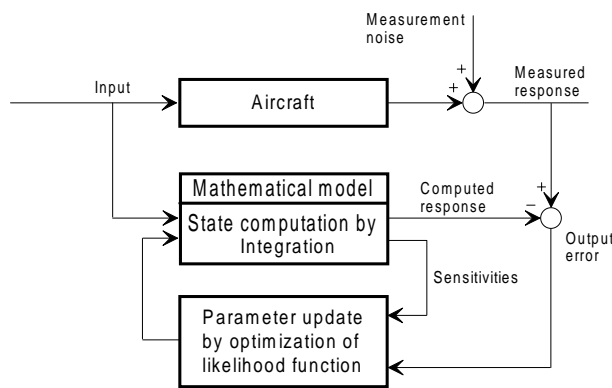 Measurement
noise
Input
Aircraft
+
+
Measured
response
Mathematical model
State computation by
Integration
Computed
response
+
−
Output
error
Sensitivities
Parameter update
by optimization of
likelihood function